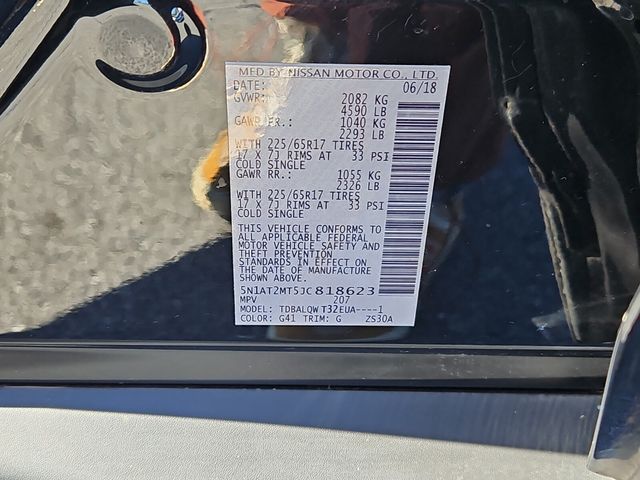 MFD BY NISSAN MOTOR CO., LTD.
DATE: 06/18
GVWR: 2082 KG
4590 LB
GAWR FR.: 1040 KG
2293 LB
WITH 225/65R17 TIRES
17 X 7J RIMS AT 33 PSI
COLD SINGLE
GAWR RR.: 1055 KG
2326 LB
WITH 225/65R17 TIRES
17 X 7J RIMS AT 33 PSI
COLD SINGLE
THIS VEHICLE CONFORMS TO
ALL APPLICABLE FEDERAL
MOTOR VEHICLE SAFETY AND
THEFT PREVENTION
STANDARDS IN EFFECT ON
THE DATE OF MANUFACTURE
SHOWN ABOVE.
5N1AT2MT5JC818623
MPV 207
MODEL: TDBALQWT32EUA----1
COLOR: G41 TRIM: G ZS30A